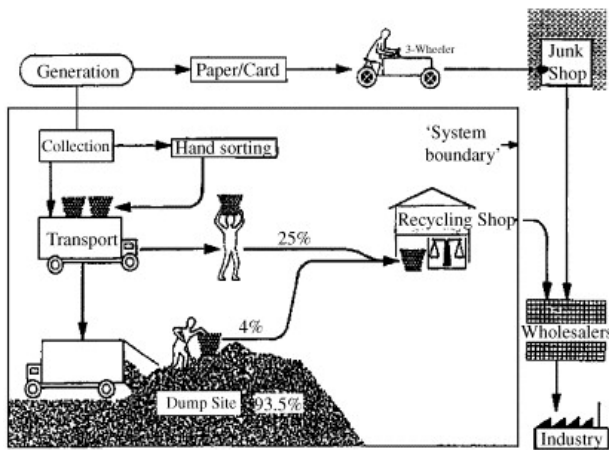 3-Wheeler
Generation
Paper/Card
Junk
Shop
Collection
Hand sorting
'System
boundary'
Transport
25%
Recycling Shop
4%
Wholesalers
Dump Site
93.5%
Industry